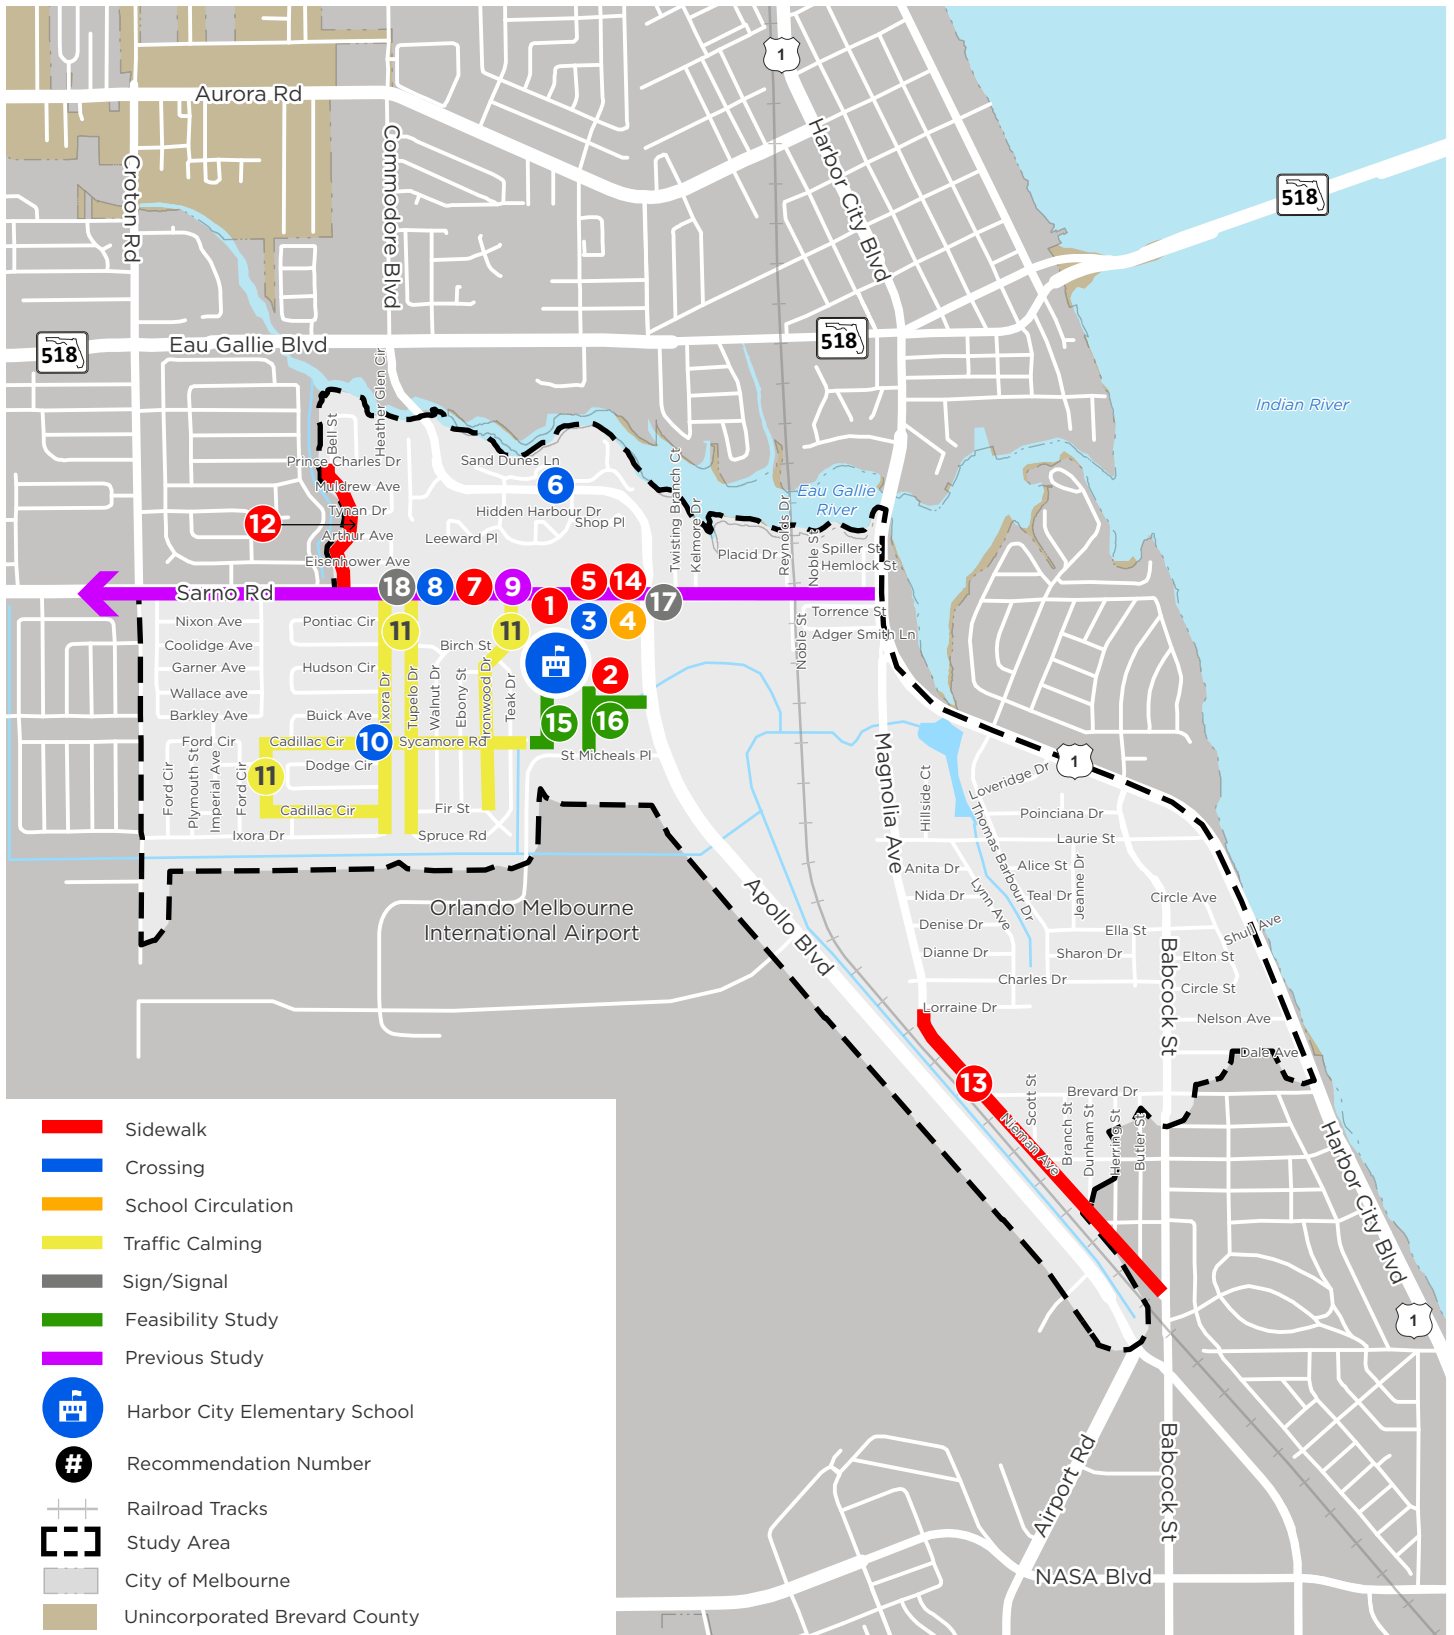 1
Aurora Rd
Croton Rd
Commodore Blvd
Harbor City Blvd
518
518
518
Eau Gallie Blvd
Indian River
Heather Glen Cir
Bell St
Prince Charles Dr
Muldrew Ave
Tynan Dr
Arthur Ave
Eisenhower Ave
12
Sand Dunes Ln
6
Hidden Harbour Dr
Shop Pl
Leeward Pl
Twisting Branch Ct
Kelmore Dr
Eau Gallie
River
Placid Dr
Reynolds Dr
Noble St
Spiller St
Hemlock St
Sarno Rd
18
8
7
9
1
5
14
3
4
17
Torrence St
Adger Smith Ln
Noble St
Nixon Ave
Coolidge Ave
Garner Ave
Wallace ave
Barkley Ave
Pontiac Cir
Hudson Cir
Buick Ave
11
11
Birch St
Ixora Dr
Tupelo Dr
Walnut Dr
Ebony St
Ironwood Dr
Teak Dr
2
15
16
Ford Cir
Cadillac Cir
10
Sycamore Rd
St Micheals Pl
Dodge Cir
11
Ford Cir
Plymouth St
Imperial Ave
Ford Cir
Cadillac Cir
Fir St
Ixora Dr
Spruce Rd
Magnolia Ave
Hillside Ct
1
Loveridge Dr
Thomas Barbour Dr
Poinciana Dr
Laurie St
Anita Dr
Alice St
Jeanne Dr
Nida Dr
Lynn Ave
Teal Dr
Circle Ave
Denise Dr
Ella St
Shull Ave
Dianne Dr
Sharon Dr
Elton St
Charles Dr
Circle St
Lorraine Dr
Nelson Ave
Dale Ave
Babcock St
Orlando Melbourne
International Airport
Apollo Blvd
13
Brevard Dr
Scott St
Nieman Ave
Branch St
Dunham St
Herring St
Butler St
Harbor City Blvd
1
Airport Rd
Babcock St
NASA Blvd
Sidewalk
Crossing
School Circulation
Traffic Calming
Sign/Signal
Feasibility Study
Previous Study
Harbor City Elementary School
# Recommendation Number
Railroad Tracks
Study Area
City of Melbourne
Unincorporated Brevard County